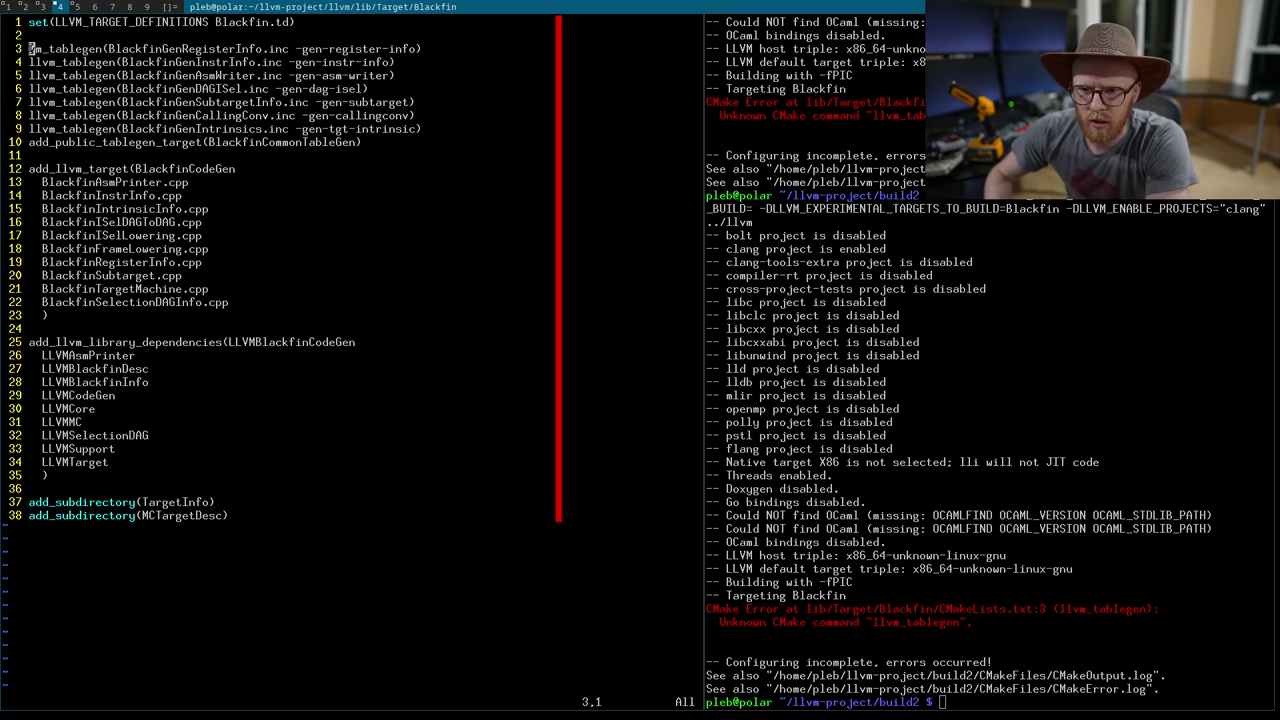 1 2 3 4 5 6 7 8 9 []= pleb@polar:~/llvm-project/llvm/lib/Target/Blackfin
1 set(LLVM_TARGET_DEFINITIONS Blackfin.td)
2
3 lvm_tablegen(BlackfinGenRegisterInfo.inc -gen-register-info)
4 llvm_tablegen(BlackfinGenInstrInfo.inc -gen-instr-info)
5 llvm_tablegen(BlackfinGenAsmWriter.inc -gen-asm-writer)
6 llvm_tablegen(BlackfinGenDAGISel.inc -gen-dag-isel)
7 llvm_tablegen(BlackfinGenSubtargetInfo.inc -gen-subtarget)
8 llvm_tablegen(BlackfinGenCallingConv.inc -gen-callingconv)
9 llvm_tablegen(BlackfinGenIntrinsics.inc -gen-tgt-intrinsic)
10 add_public_tablegen_target(BlackfinCommonTableGen)
11
12 add_llvm_target(BlackfinCodeGen
13 BlackfinAsmPrinter.cpp
14 BlackfinInstrInfo.cpp
15 BlackfinIntrinsicInfo.cpp
16 BlackfinISelDAGToDAG.cpp
17 BlackfinISelLowering.cpp
18 BlackfinFrameLowering.cpp
19 BlackfinRegisterInfo.cpp
20 BlackfinSubtarget.cpp
21 BlackfinTargetMachine.cpp
22 BlackfinSelectionDAGInfo.cpp
23 )
24
25 add_llvm_library_dependencies(LLVMBlackfinCodeGen
26 LLVMAsmPrinter
27 LLVMBlackfinDesc
28 LLVMBlackfinInfo
29 LLVMCodeGen
30 LLVMCore
31 LLVMMC
32 LLVMSelectionDAG
33 LLVMSupport
34 LLVMTarget
35 )
36
37 add_subdirectory(TargetInfo)
38 add_subdirectory(MCTargetDesc)
~
~
~
~
~
~
~
~
~
~
~
~
~
3,1 All
-- Could NOT find OCaml (missing:
-- OCaml bindings disabled.
-- LLVM host triple: x86_64-unkno
-- LLVM default target triple: x8
-- Building with -fPIC
-- Targeting Blackfin
CMake Error at lib/Target/Blackfi
Unknown CMake command "llvm_tab
-- Configuring incomplete, errors
See also "/home/pleb/llvm-project
See also "/home/pleb/llvm-project
pleb@polar ~/llvm-project/build2
_BUILD= -DLLVM_EXPERIMENTAL_TARGETS_TO_BUILD=Blackfin -DLLVM_ENABLE_PROJECTS="clang"
../llvm
-- bolt project is disabled
-- clang project is enabled
-- clang-tools-extra project is disabled
-- compiler-rt project is disabled
-- cross-project-tests project is disabled
-- libc project is disabled
-- libclc project is disabled
-- libcxx project is disabled
-- libcxxabi project is disabled
-- libunwind project is disabled
-- lld project is disabled
-- lldb project is disabled
-- mlir project is disabled
-- openmp project is disabled
-- polly project is disabled
-- pstl project is disabled
-- flang project is disabled
-- Native target X86 is not selected; lli will not JIT code
-- Threads enabled.
-- Doxygen disabled.
-- Go bindings disabled.
-- Could NOT find OCaml (missing: OCAMLFIND OCAML_VERSION OCAML_STDLIB_PATH)
-- Could NOT find OCaml (missing: OCAMLFIND OCAML_VERSION OCAML_STDLIB_PATH)
-- OCaml bindings disabled.
-- LLVM host triple: x86_64-unknown-linux-gnu
-- LLVM default target triple: x86_64-unknown-linux-gnu
-- Building with -fPIC
-- Targeting Blackfin
CMake Error at lib/Target/Blackfin/CMakeLists.txt:3 (llvm_tablegen):
Unknown CMake command "llvm_tablegen".
-- Configuring incomplete, errors occurred!
See also "/home/pleb/llvm-project/build2/CMakeFiles/CMakeOutput.log".
See also "/home/pleb/llvm-project/build2/CMakeFiles/CMakeError.log".
pleb@polar ~/llvm-project/build2 $